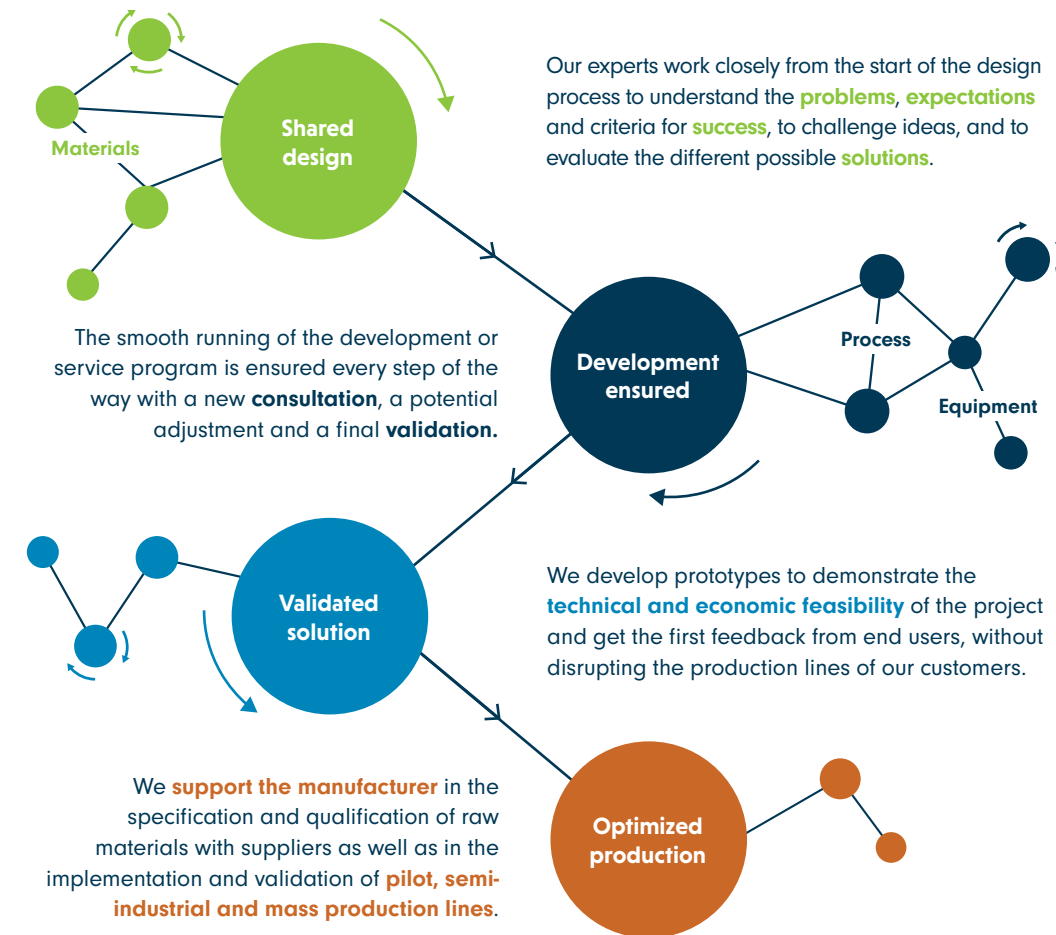 Shared
design
Materials
Our experts work closely from the start of the design
process to understand the problems, expectations
and criteria for success, to challenge ideas, and to
evaluate the different possible solutions.
Development
ensured
Process
Equipment
The smooth running of the development or
service program is ensured every step of the
way with a new consultation, a potential
adjustment and a final validation.
Validated
solution
We develop prototypes to demonstrate the
technical and economic feasibility of the project
and get the first feedback from end users, without
disrupting the production lines of our customers.
Optimized
production
We support the manufacturer in the
specification and qualification of raw
materials with suppliers as well as in the
implementation and validation of pilot, semi-
industrial and mass production lines.